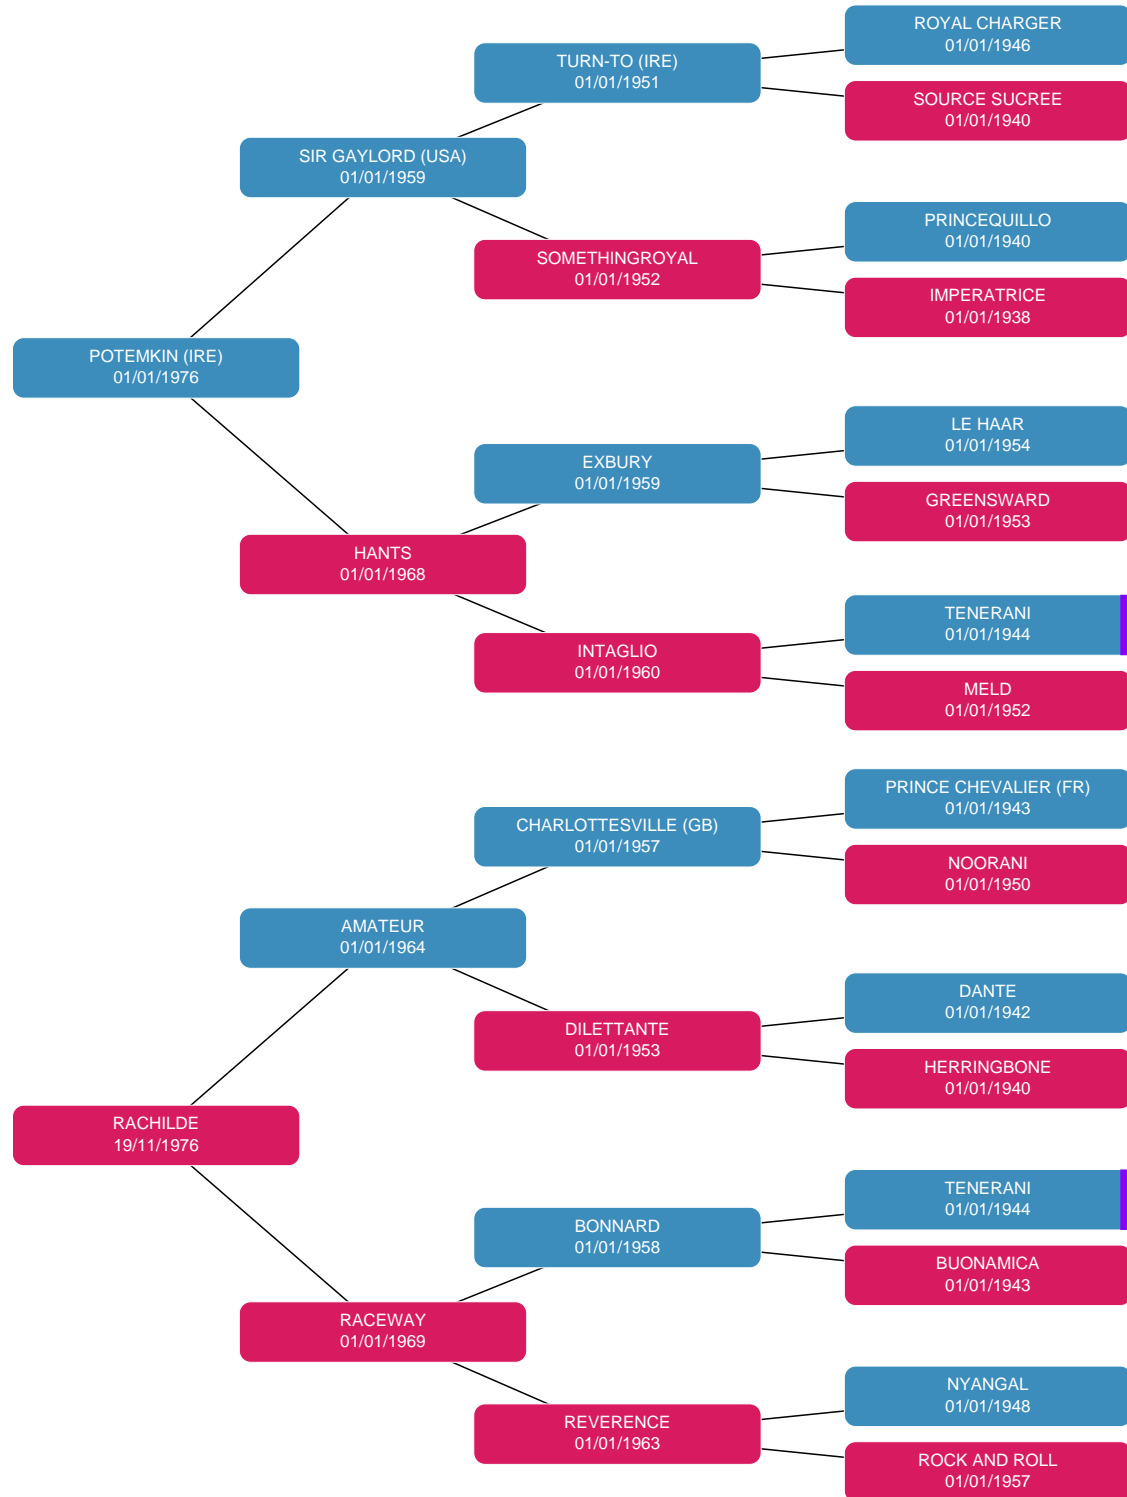 ROYAL CHARGER
01/01/1946
TURN-TO (IRE)
01/01/1951
SOURCE SUCREE
01/01/1940
SIR GAYLORD (USA)
01/01/1959
PRINCEQUILLO
01/01/1940
SOMETHINGROYAL
01/01/1952
IMPERATRICE
01/01/1938
POTEMKIN (IRE)
01/01/1976
LE HAAR
01/01/1954
EXBURY
01/01/1959
GREENSWARD
01/01/1953
HANTS
01/01/1968
TENERANI
01/01/1944
INTAGLIO
01/01/1960
MELD
01/01/1952
PRINCE CHEVALIER (FR)
01/01/1943
CHARLOTTESVILLE (GB)
01/01/1957
NOORANI
01/01/1950
AMATEUR
01/01/1964
DANTE
01/01/1942
DILETTANTE
01/01/1953
HERRINGBONE
01/01/1940
RACHILDE
19/11/1976
TENERANI
01/01/1944
BONNARD
01/01/1958
BUONAMICA
01/01/1943
RACEWAY
01/01/1969
NYANGAL
01/01/1948
REVERENCE
01/01/1963
ROCK AND ROLL
01/01/1957